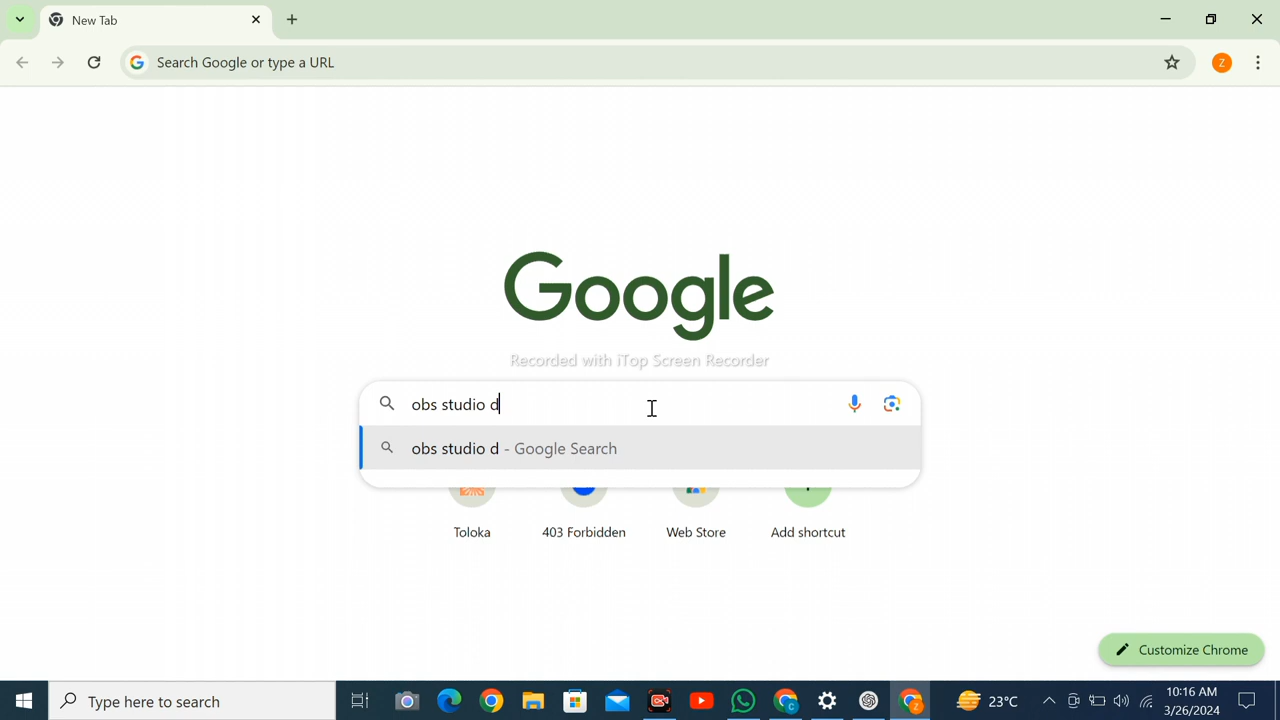 New Tab
Search Google or type a URL
Z
Google
Recorded with iTop Screen Recorder
obs studio d
obs studio d - Google Search
Toloka
403 Forbidden
Web Store
Add shortcut
Customize Chrome
Type here to search
C
Z
23°C
10:16 AM
3/26/2024